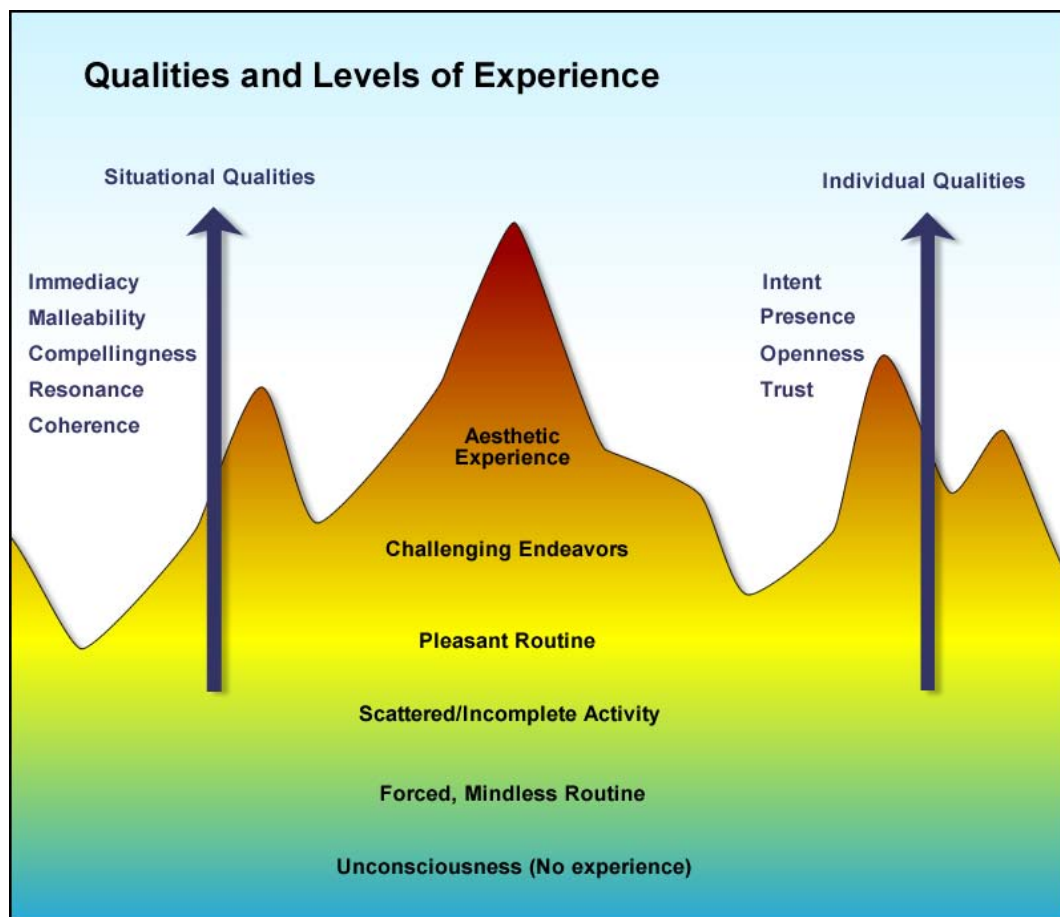 Qualities and Levels of Experience
Situational Qualities
Immediacy
Malleability
Compellingness
Resonance
Coherence
Individual Qualities
Intent
Presence
Openness
Trust
Aesthetic
Experience
Challenging Endeavors
Pleasant Routine
Scattered/Incomplete Activity
Forced, Mindless Routine
Unconsciousness (No experience)